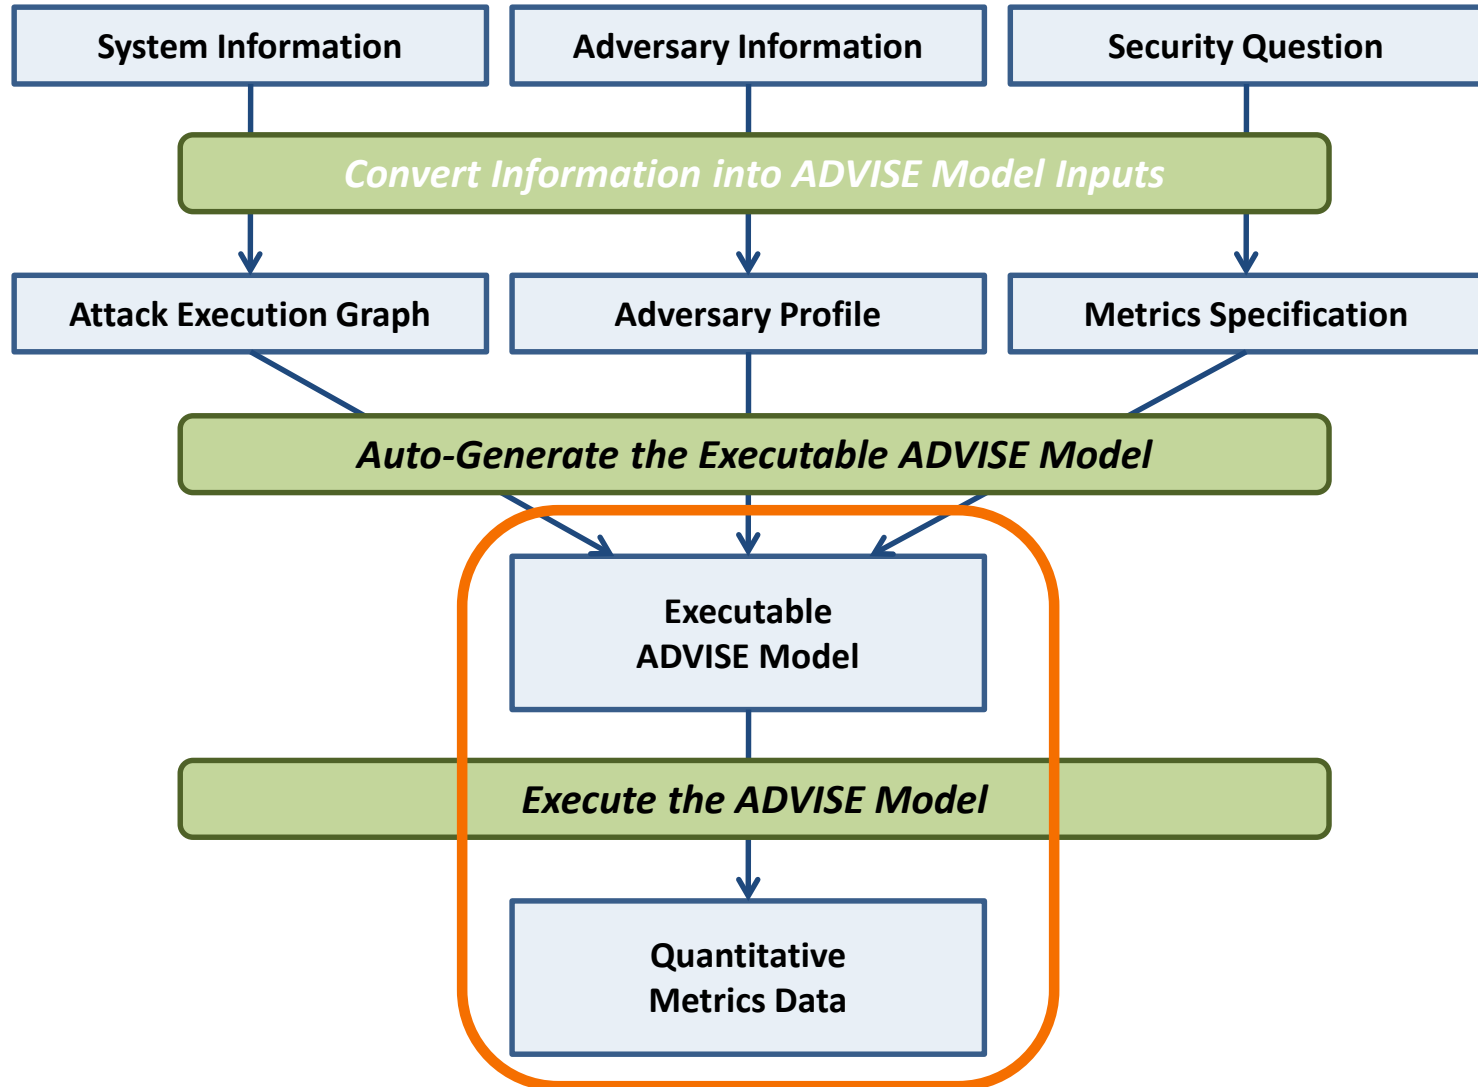 System Information
Adversary Information
Security Question
Convert Information into ADVISE Model Inputs
Attack Execution Graph
Adversary Profile
Metrics Specification
Auto-Generate the Executable ADVISE Model
Executable
ADVISE Model
Execute the ADVISE Model
Quantitative
Metrics Data